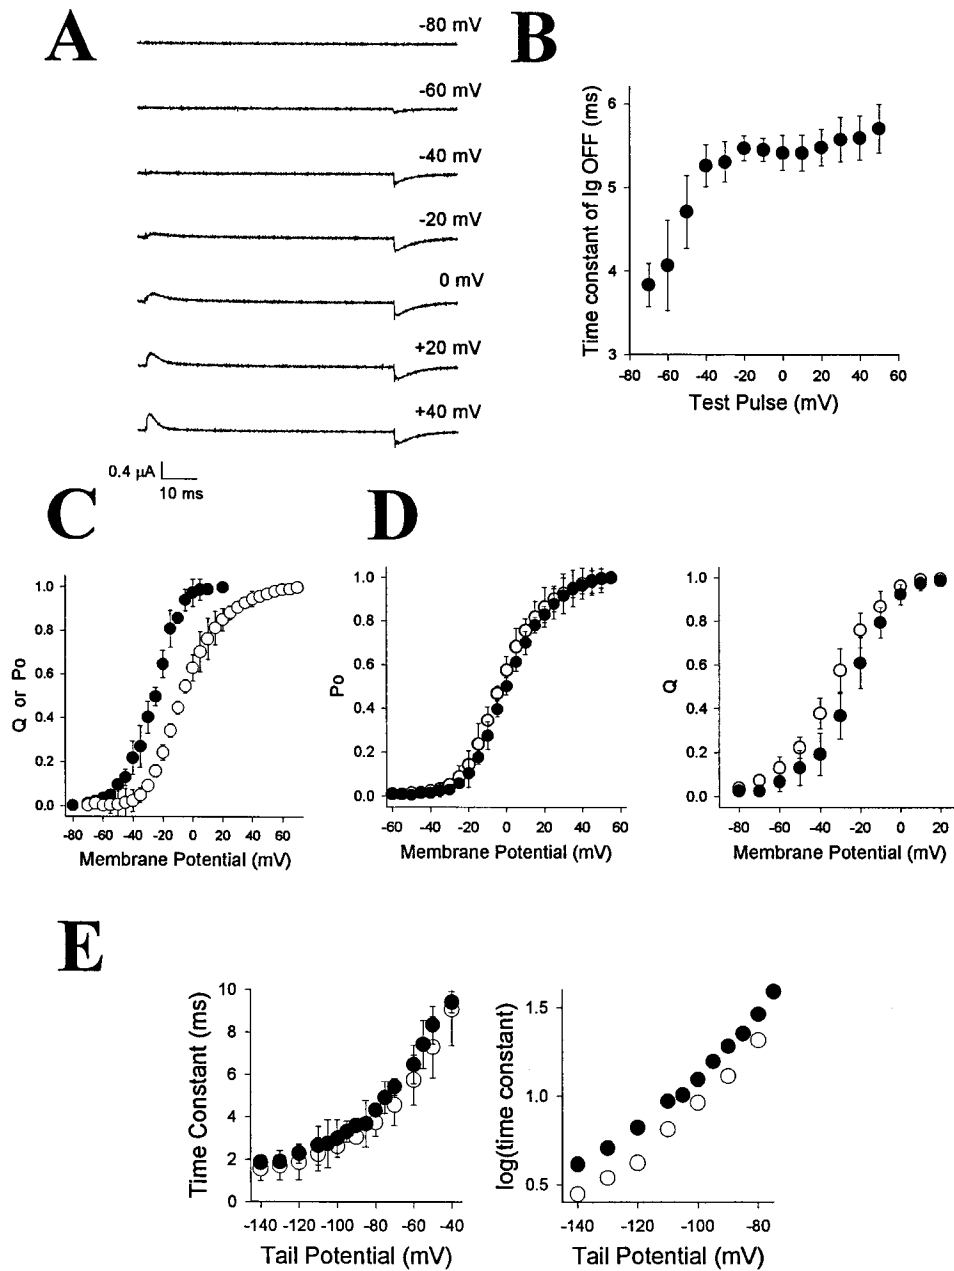 A
-80 mV
-60 mV
-40 mV
-20 mV
0 mV
+20 mV
+40 mV
0.4 µA
10 ms
B
Time constant of Ig OFF (ms)
6
5
4
3
-80 -60 -40 -20 0 20 40 60
Test Pulse (mV)
C
Q or Po
1.0
0.8
0.6
0.4
0.2
0.0
-80 -60 -40 -20 0 20 40 60
Membrane Potential (mV)
D
Po
1.0
0.8
0.6
0.4
0.2
0.0
-60 -40 -20 0 20 40 60
Membrane Potential (mV)
Q
1.0
0.8
0.6
0.4
0.2
0.0
-80 -60 -40 -20 0 20
Membrane Potential (mV)
E
Time Constant (ms)
10
8
6
4
2
0
-140 -120 -100 -80 -60 -40
Tail Potential (mV)
log(time constant)
1.5
1.0
0.5
-140 -120 -100 -80
Tail Potential (mV)